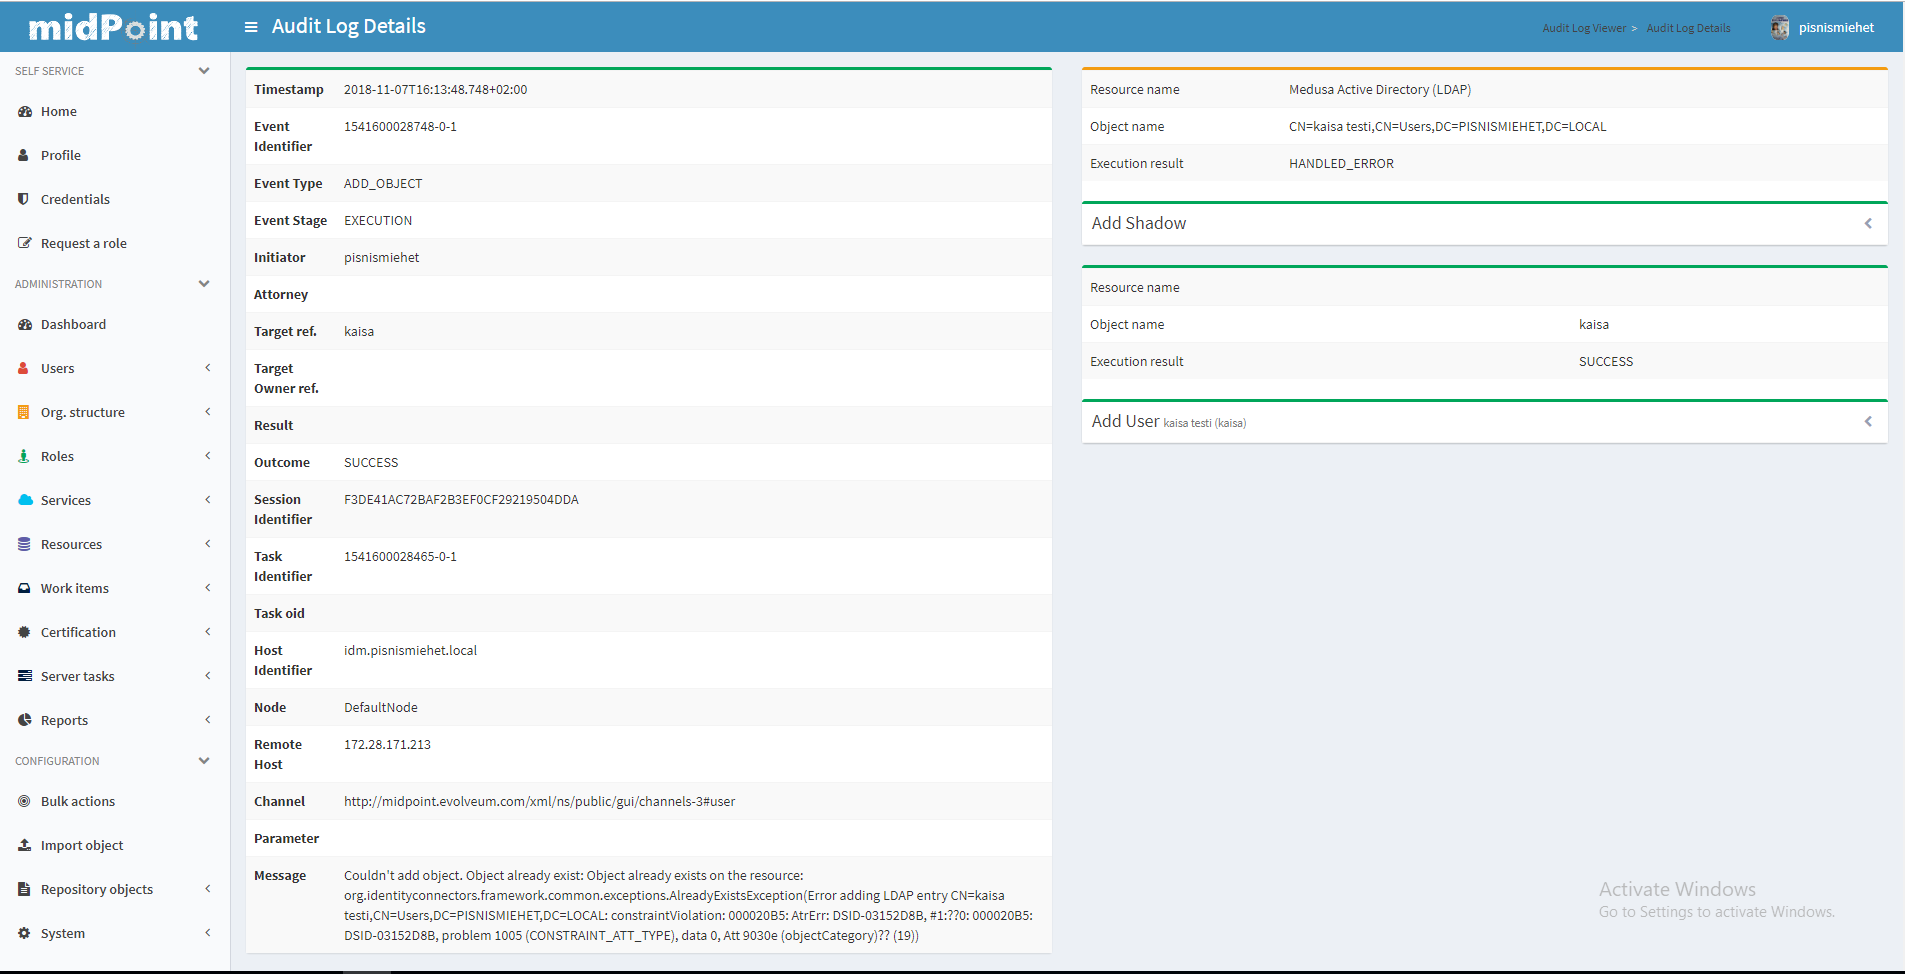 midPoint
Audit Log Details
Audit Log Viewer > Audit Log Details
pisnismiehet
SELF SERVICE
Home
Profile
Credentials
Request a role
ADMINISTRATION
Dashboard
Users
Org. structure
Roles
Services
Resources
Work items
Certification
Server tasks
Reports
CONFIGURATION
Bulk actions
Import object
Repository objects
System
Timestamp 2018-11-07T16:13:48.748+02:00
Event 1541600028748-0-1
Identifier
Event Type ADD_OBJECT
Event Stage EXECUTION
Initiator pisnismiehet
Attorney
Target ref. kaisa
Target
Owner ref.
Result
Outcome SUCCESS
Session F3DE41AC72BAF2B3EF0CF29219504DDA
Identifier
Task 1541600028465-0-1
Identifier
Task oid
Host idm.pisnismiehet.local
Identifier
Node DefaultNode
Remote 172.28.171.213
Host
Channel http://midpoint.evolveum.com/xml/ns/public/gui/channels-3#user
Parameter
Message Couldn't add object. Object already exist: Object already exists on the resource:
org.identityconnectors.framework.common.exceptions.AlreadyExistsException(Error adding LDAP entry CN=kaisa
testi,CN=Users,DC=PISNISMIEHET,DC=LOCAL: constraintViolation: 000020B5: AtrErr: DSID-03152D8B, #1:??0: 000020B5:
DSID-03152D8B, problem 1005 (CONSTRAINT_ATT_TYPE), data 0, Att 9030e (objectCategory)?? (19))
Resource name Medusa Active Directory (LDAP)
Object name CN=kaisa testi,CN=Users,DC=PISNISMIEHET,DC=LOCAL
Execution result HANDLED_ERROR
Add Shadow
Resource name
Object name kaisa
Execution result SUCCESS
Add User kaisa testi (kaisa)
Activate Windows
Go to Settings to activate Windows.